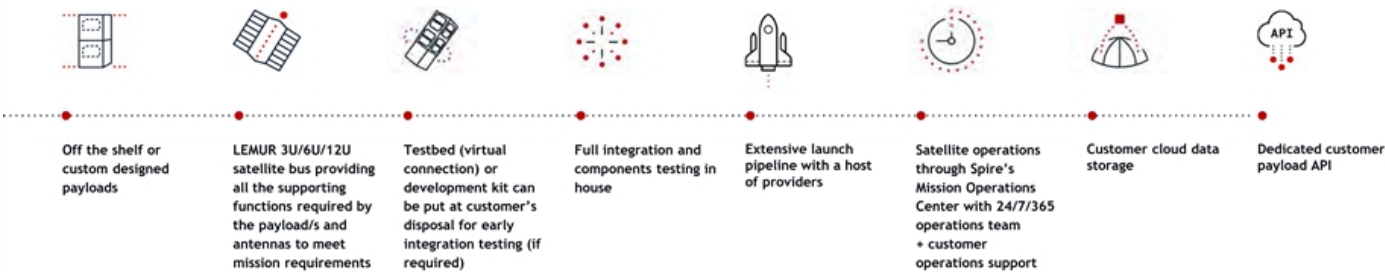 API
Off the shelf or
custom designed
payloads
LEMUR 3U/6U/12U
satellite bus providing
all the supporting
functions required by
the payload/s and
antennas to meet
mission requirements
Testbed (virtual
connection) or
development kit can
be put at customer's
disposal for early
integration testing (if
required)
Full integration and
components testing in
house
Extensive launch
pipeline with a host
of providers
Satellite operations
through Spire's
Mission Operations
Center with 24/7/365
operations team
+ customer
operations support
Customer cloud data
storage
Dedicated customer
payload API